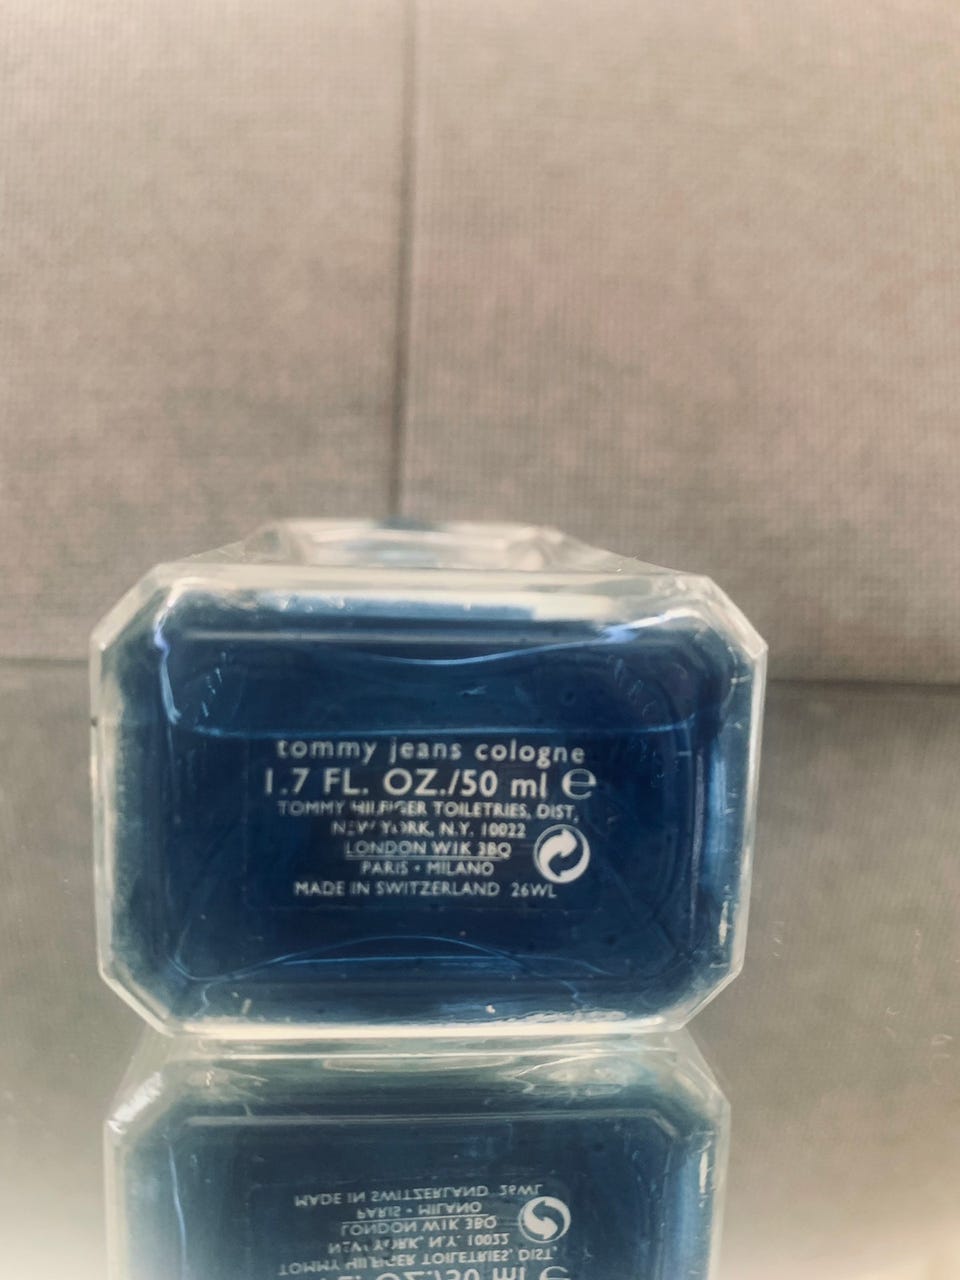 tommy jeans cologne
1.7 FL. OZ./50 ml ℮
TOMMY HILFIGER TOILETRIES, DIST.
NEW YORK, N.Y. 10022
LONDON W1K 3BQ
PARIS • MILANO
MADE IN SWITZERLAND 26WL